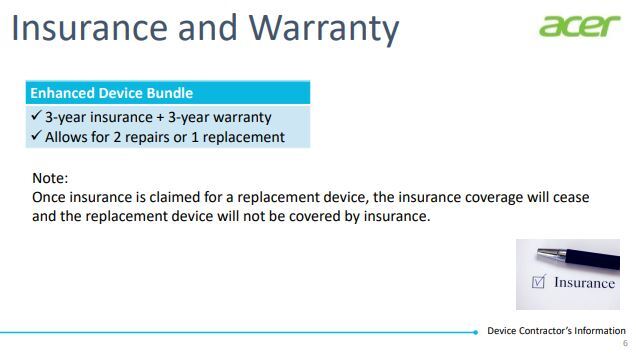 Insurance and Warranty
acer
Enhanced Device Bundle
✓ 3-year insurance + 3-year warranty
✓ Allows for 2 repairs or 1 replacement
Note:
Once insurance is claimed for a replacement device, the insurance coverage will cease
and the replacement device will not be covered by insurance.
☑ Insurance
Device Contractor’s Information
6